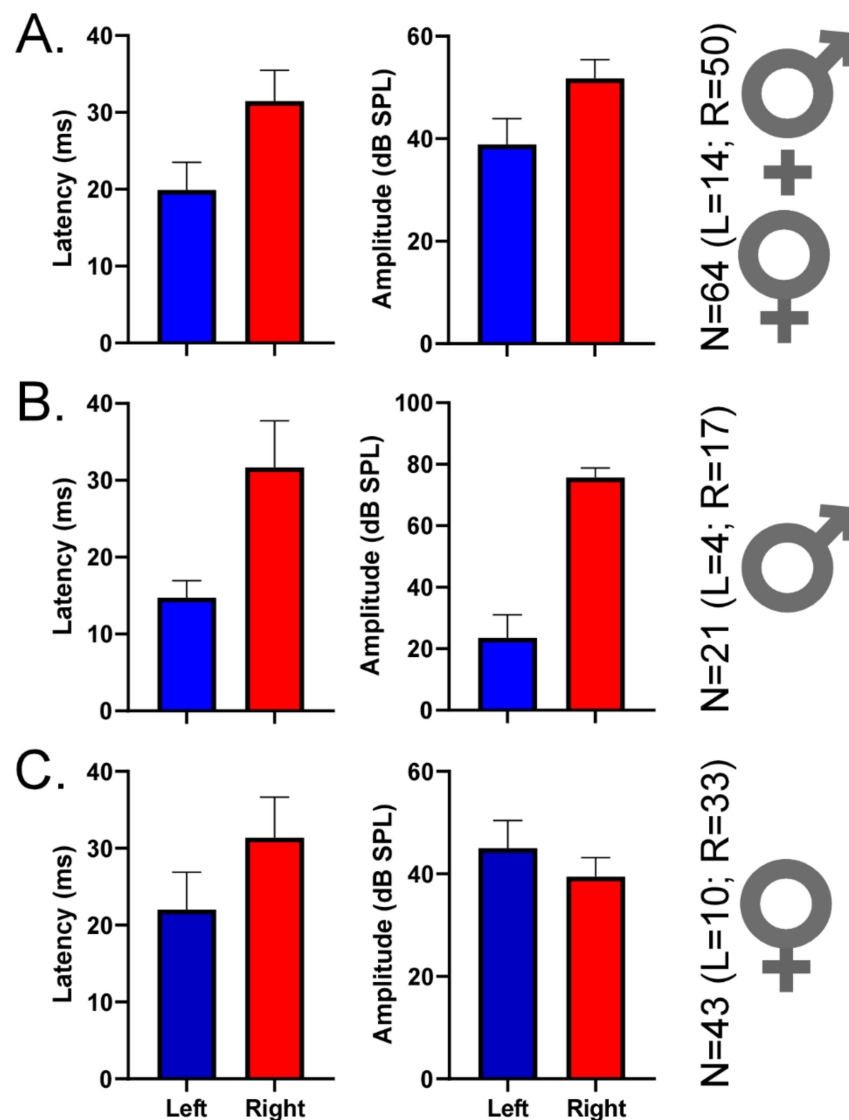 A.
Latency (ms)
40
30
20
10
0
Amplitude (dB SPL)
60
40
20
0
N=64 (L=14; R=50)
B.
Latency (ms)
40
30
20
10
0
Amplitude (dB SPL)
100
80
60
40
20
0
N=21 (L=4; R=17)
C.
Latency (ms)
40
30
20
10
0
Left Right
Amplitude (dB SPL)
60
40
20
0
Left Right
N=43 (L=10; R=33)